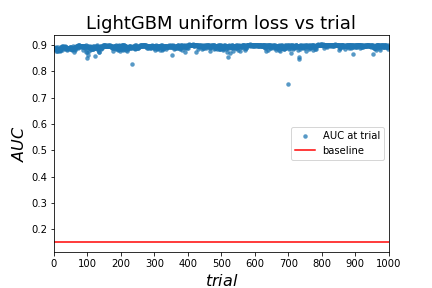 LightGBM uniform loss vs trial
0.9
0.8
0.7
0.6
0.5
0.4
0.3
0.2
AUC
AUC at trial
baseline
0 100 200 300 400 500 600 700 800 900 1000
trial